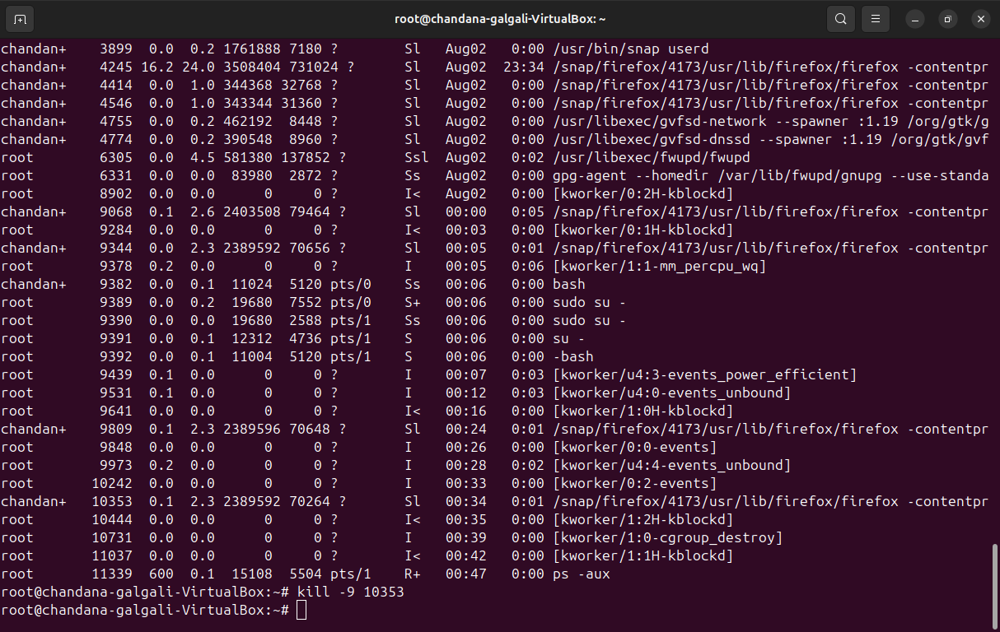 root@chandana-galgali-VirtualBox: ~
chandan+    3899  0.0  0.2 1761888 7180 ?        Sl   Aug02   0:00 /usr/bin/snap userd
chandan+    4245 16.2 24.0 3508404 731024 ?      Sl   Aug02  23:34 /snap/firefox/4173/usr/lib/firefox/firefox -contentpr
chandan+    4414  0.0  1.0 344368 32768 ?        Sl   Aug02   0:00 /snap/firefox/4173/usr/lib/firefox/firefox -contentpr
chandan+    4546  0.0  1.0 343344 31360 ?        Sl   Aug02   0:00 /snap/firefox/4173/usr/lib/firefox/firefox -contentpr
chandan+    4755  0.0  0.2 462192  8448 ?        Sl   Aug02   0:00 /usr/libexec/gvfsd-network --spawner :1.19 /org/gtk/g
chandan+    4774  0.0  0.2 390548  8960 ?        Sl   Aug02   0:00 /usr/libexec/gvfsd-dnssd --spawner :1.19 /org/gtk/gvf
root        6305  0.0  4.5 581380 137852 ?       Ssl  Aug02   0:02 /usr/libexec/fwupd/fwupd
root        6331  0.0  0.0  83980  2872 ?        Ss   Aug02   0:00 gpg-agent --homedir /var/lib/fwupd/gnupg --use-standa
root        8902  0.0  0.0      0     0 ?        I<   Aug02   0:00 [kworker/0:2H-kblockd]
chandan+    9068  0.1  2.6 2403508 79464 ?       Sl   00:00   0:05 /snap/firefox/4173/usr/lib/firefox/firefox -contentpr
root        9284  0.0  0.0      0     0 ?        I<   00:03   0:00 [kworker/0:1H-kblockd]
chandan+    9344  0.0  2.3 2389592 70656 ?       Sl   00:05   0:01 /snap/firefox/4173/usr/lib/firefox/firefox -contentpr
root        9378  0.2  0.0      0     0 ?        I    00:05   0:06 [kworker/1:1-mm_percpu_wq]
chandan+    9382  0.0  0.1  11024  5120 pts/0    Ss   00:06   0:00 bash
root        9389  0.0  0.2  19680  7552 pts/0    S+   00:06   0:00 sudo su -
root        9390  0.0  0.0  19680  2588 pts/1    Ss   00:06   0:00 sudo su -
root        9391  0.0  0.1  12312  4736 pts/1    S    00:06   0:00 su -
root        9392  0.0  0.1  11004  5120 pts/1    S    00:06   0:00 -bash
root        9439  0.1  0.0      0     0 ?        I    00:07   0:03 [kworker/u4:3-events_power_efficient]
root        9531  0.1  0.0      0     0 ?        I    00:12   0:03 [kworker/u4:0-events_unbound]
root        9641  0.0  0.0      0     0 ?        I<   00:16   0:00 [kworker/1:0H-kblockd]
chandan+    9809  0.1  2.3 2389596 70648 ?       Sl   00:24   0:01 /snap/firefox/4173/usr/lib/firefox/firefox -contentpr
root        9848  0.0  0.0      0     0 ?        I    00:26   0:00 [kworker/0:0-events]
root        9973  0.2  0.0      0     0 ?        I    00:28   0:02 [kworker/u4:4-events_unbound]
root       10242  0.0  0.0      0     0 ?        I    00:33   0:00 [kworker/0:2-events]
chandan+   10353  0.1  2.3 2389592 70264 ?       Sl   00:34   0:01 /snap/firefox/4173/usr/lib/firefox/firefox -contentpr
root       10444  0.0  0.0      0     0 ?        I<   00:35   0:00 [kworker/1:2H-kblockd]
root       10731  0.0  0.0      0     0 ?        I    00:39   0:00 [kworker/1:0-cgroup_destroy]
root       11037  0.0  0.0      0     0 ?        I<   00:42   0:00 [kworker/1:1H-kblockd]
root       11339  600  0.1  15108  5504 pts/1    R+   00:47   0:00 ps -aux
root@chandana-galgali-VirtualBox:~# kill -9 10353
root@chandana-galgali-VirtualBox:~#